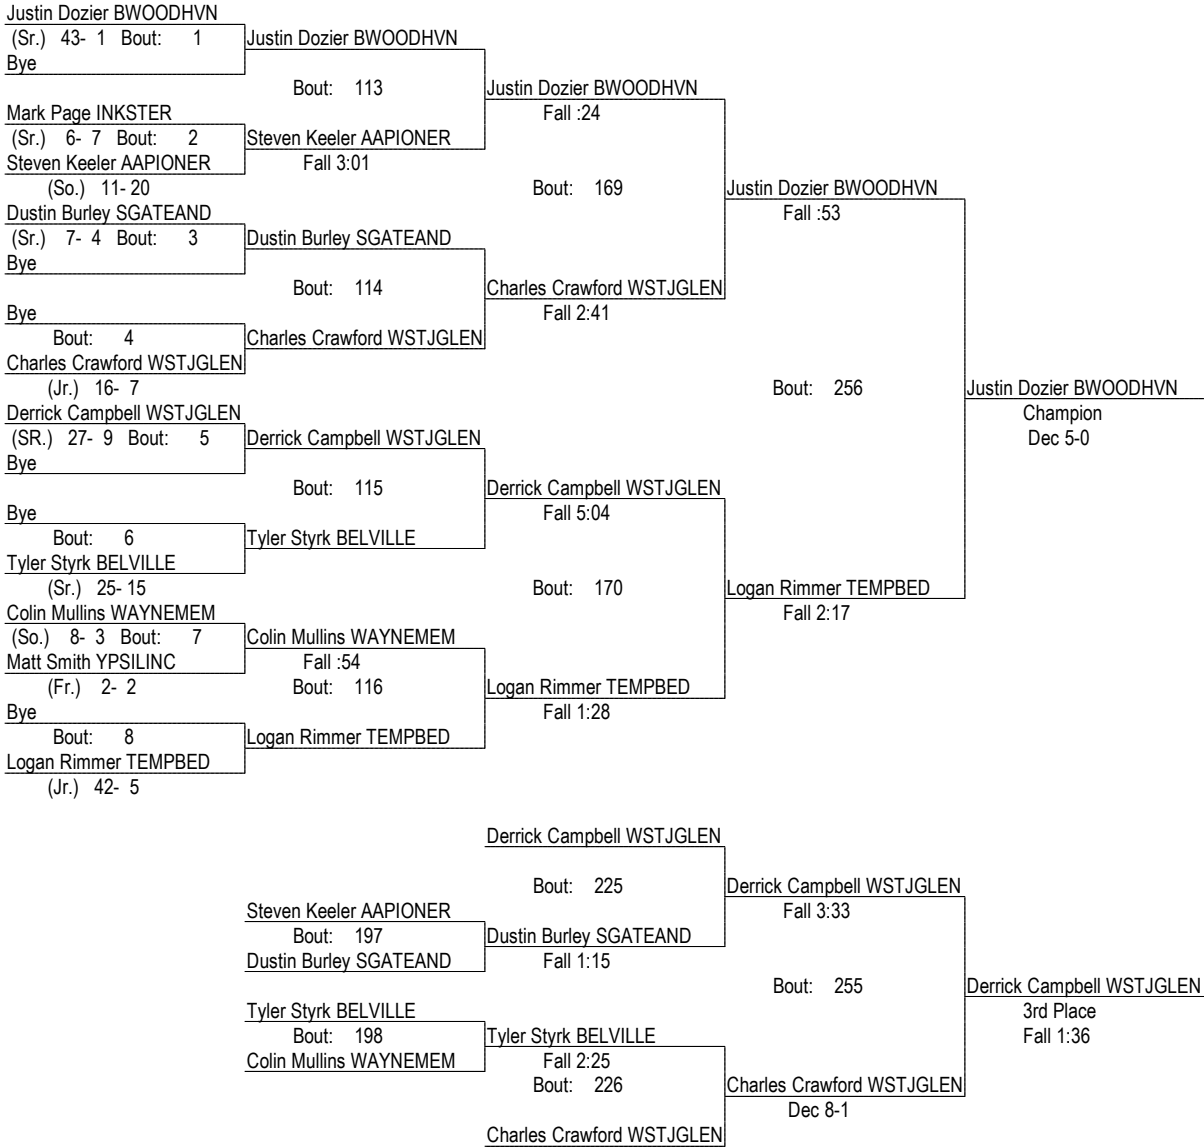 Justin Dozier BWOODHVN
(Sr.) 43- 1 Bout: 1
Bye
Mark Page INKSTER
(Sr.) 6- 7 Bout: 2
Steven Keeler AAPIONER
(So.) 11- 20
Dustin Burley SGATEAND
(Sr.) 7- 4 Bout: 3
Bye
Bye
Bout: 4
Charles Crawford WSTJGLEN
(Jr.) 16- 7
Derrick Campbell WSTJGLEN
(SR.) 27- 9 Bout: 5
Bye
Bye
Bout: 6
Tyler Styrk BELVILLE
(Sr.) 25- 15
Colin Mullins WAYNEMEM
(So.) 8- 3 Bout: 7
Matt Smith YPSILINC
(Fr.) 2- 2
Bye
Bout: 8
Logan Rimmer TEMPBED
(Jr.) 42- 5
Justin Dozier BWOODHVN
Bout: 113
Steven Keeler AAPIONER
Fall 3:01
Dustin Burley SGATEAND
Bout: 114
Charles Crawford WSTJGLEN
Derrick Campbell WSTJGLEN
Bout: 115
Tyler Styrk BELVILLE
Colin Mullins WAYNEMEM
Fall :54
Bout: 116
Logan Rimmer TEMPBED
Justin Dozier BWOODHVN
Fall :24
Bout: 169
Charles Crawford WSTJGLEN
Fall 2:41
Derrick Campbell WSTJGLEN
Fall 5:04
Bout: 170
Logan Rimmer TEMPBED
Fall 1:28
Justin Dozier BWOODHVN
Fall :53
Bout: 256
Logan Rimmer TEMPBED
Fall 2:17
Justin Dozier BWOODHVN
Champion
Dec 5-0
Steven Keeler AAPIONER
Bout: 197
Dustin Burley SGATEAND
Tyler Styrk BELVILLE
Bout: 198
Colin Mullins WAYNEMEM
Derrick Campbell WSTJGLEN
Bout: 225
Dustin Burley SGATEAND
Fall 1:15
Tyler Styrk BELVILLE
Fall 2:25
Bout: 226
Charles Crawford WSTJGLEN
Derrick Campbell WSTJGLEN
Fall 3:33
Bout: 255
Charles Crawford WSTJGLEN
Dec 8-1
Derrick Campbell WSTJGLEN
3rd Place
Fall 1:36